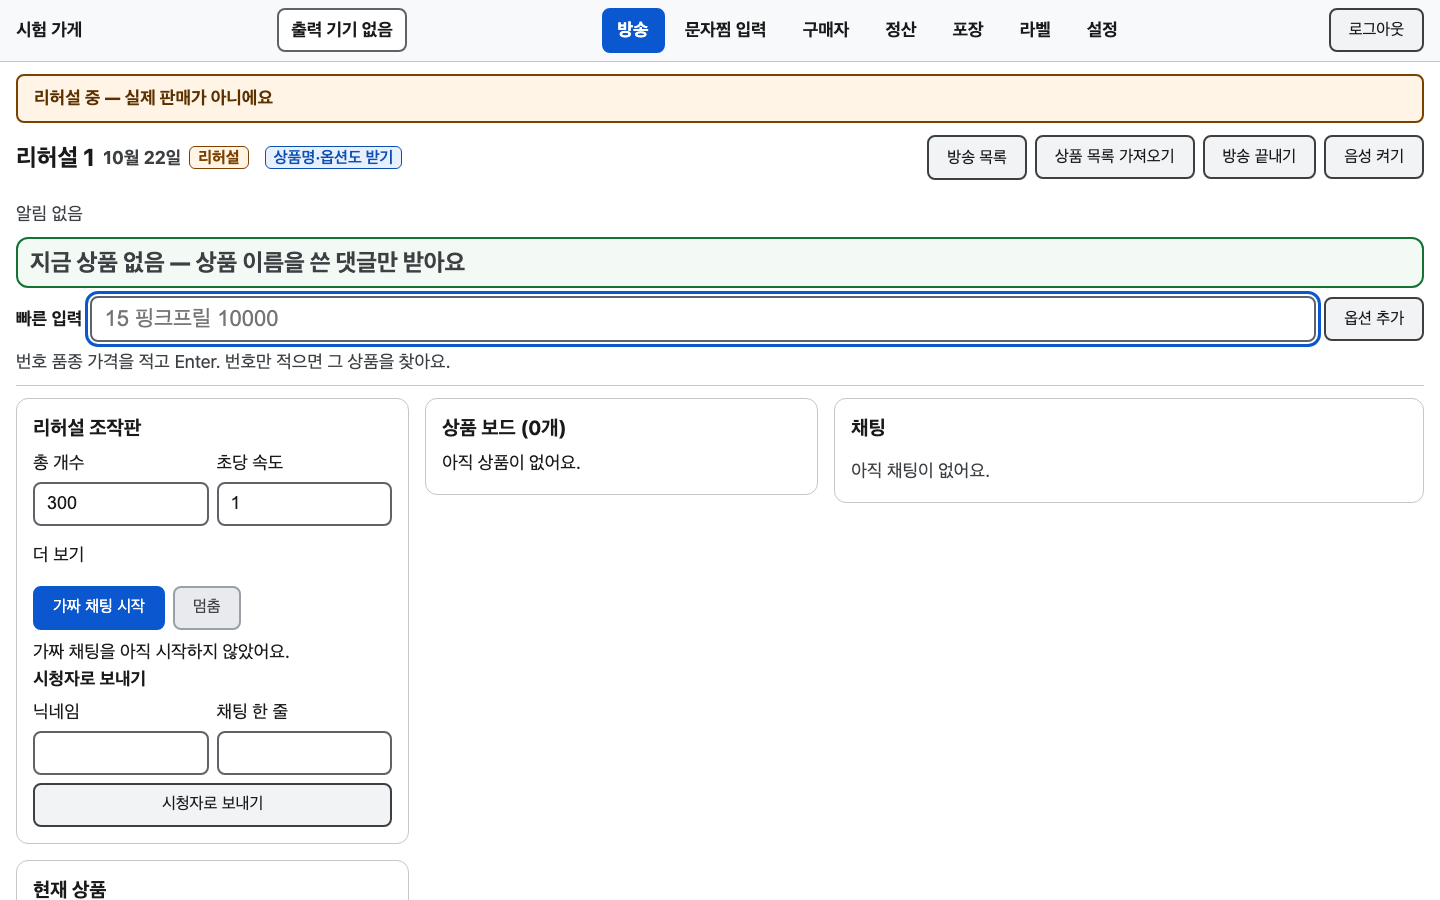 시험 가게
출력 기기 없음
방송
문자찜 입력
구매자
정산
포장
라벨
설정
로그아웃
리허설 중 — 실제 판매가 아니에요
리허설 1 10월 22일 리허설 상품명·옵션도 받기
방송 목록
상품 목록 가져오기
방송 끝내기
음성 켜기
알림 없음
지금 상품 없음 — 상품 이름을 쓴 댓글만 받아요
빠른 입력 15 핑크프릴 10000 옵션 추가
번호 품종 가격을 적고 Enter. 번호만 적으면 그 상품을 찾아요.
리허설 조작판
총 개수 초당 속도
300 1
더 보기
가짜 채팅 시작 멈춤
가짜 채팅을 아직 시작하지 않았어요.
시청자로 보내기
닉네임 채팅 한 줄
시청자로 보내기
현재 상품
상품 보드 (0개)
아직 상품이 없어요.
채팅
아직 채팅이 없어요.